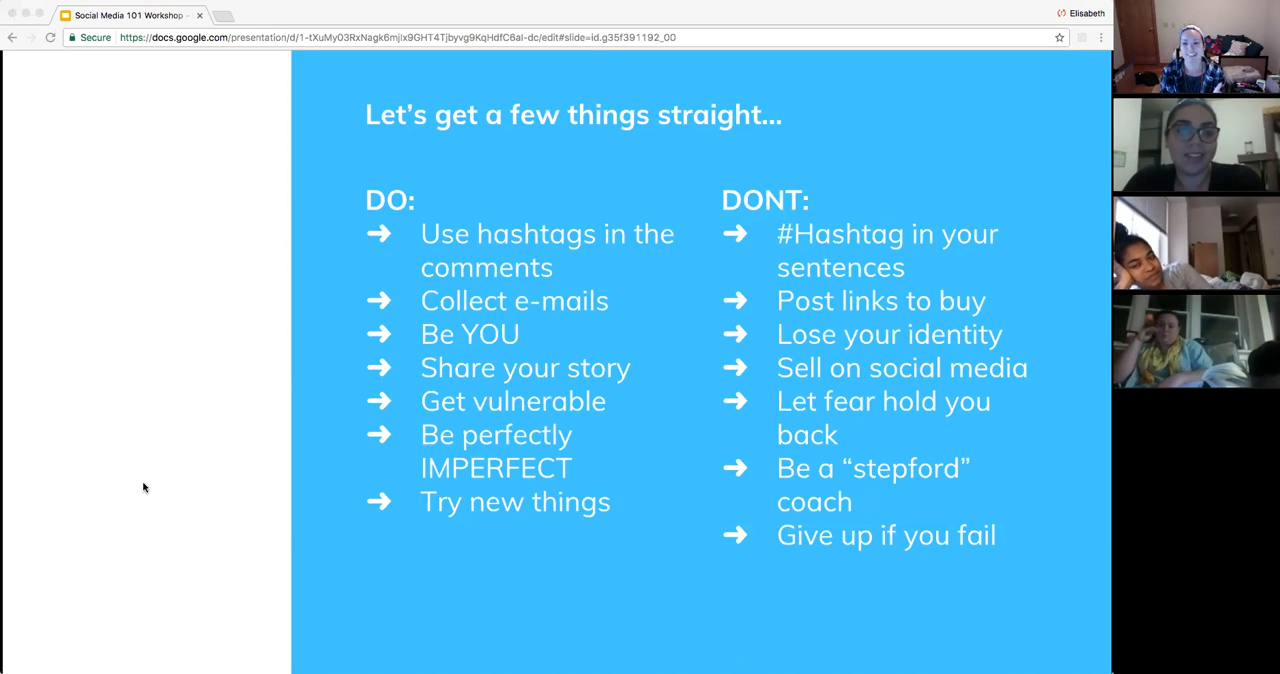 Social Media 101 Workshop -
Elisabeth
Secure
https://docs.google.com/presentation/d/1-tXuMy03RxNagk6mjIx9GHT4Tjbyvg9KqHdfC6al-dc/edit#slide=id.g35f391192_00
Let's get a few things straight...
DO:
➜ Use hashtags in the
comments
➜ Collect e-mails
➜ Be YOU
➜ Share your story
➜ Get vulnerable
➜ Be perfectly
IMPERFECT
➜ Try new things
DONT:
➜ #Hashtag in your
sentences
➜ Post links to buy
➜ Lose your identity
➜ Sell on social media
➜ Let fear hold you
back
➜ Be a “stepford”
coach
➜ Give up if you fail